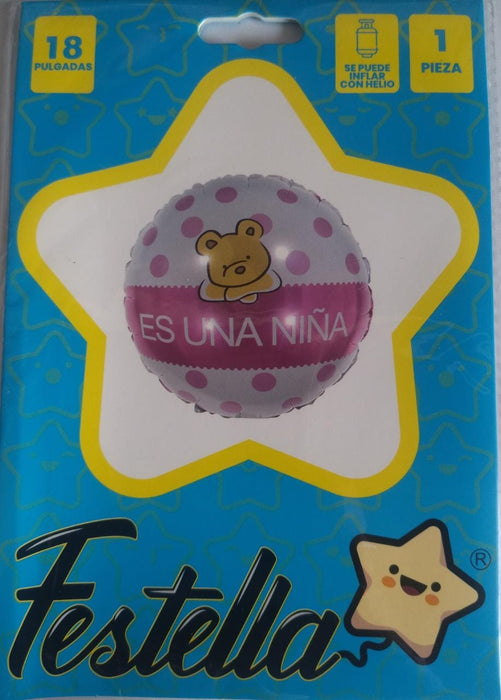 18
PULGADAS
SE PUEDE
INFLAR
CON HELIO
1
PIEZA
ES UNA NIÑA
Festella
®